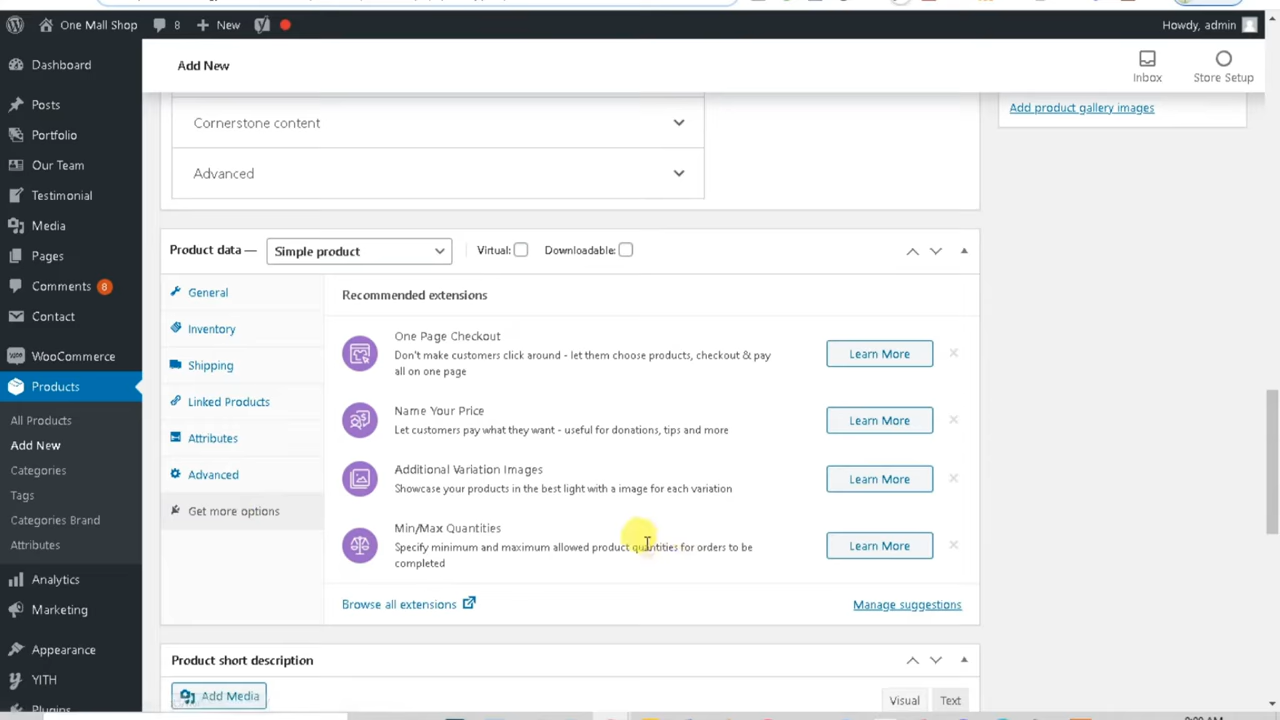 One Mall Shop
8
New
Howdy, admin
Dashboard
Posts
Portfolio
Our Team
Testimonial
Media
Pages
Comments 8
Contact
WooCommerce
Products
All Products
Add New
Categories
Tags
Categories Brand
Attributes
Analytics
Marketing
Appearance
YITH
Plugins
Add New
Inbox
Store Setup
Cornerstone content
Advanced
Add product gallery images
Product data — Simple product Virtual: Downloadable:
General
Inventory
Shipping
Linked Products
Attributes
Advanced
Get more options
Recommended extensions
One Page Checkout
Don't make customers click around - let them choose products, checkout & pay
all on one page
Learn More
Name Your Price
Let customers pay what they want - useful for donations, tips and more
Learn More
Additional Variation Images
Showcase your products in the best light with a image for each variation
Learn More
Min/Max Quantities
Specify minimum and maximum allowed product quantities for orders to be
completed
Learn More
Browse all extensions
Manage suggestions
Product short description
Add Media
Visual
Text